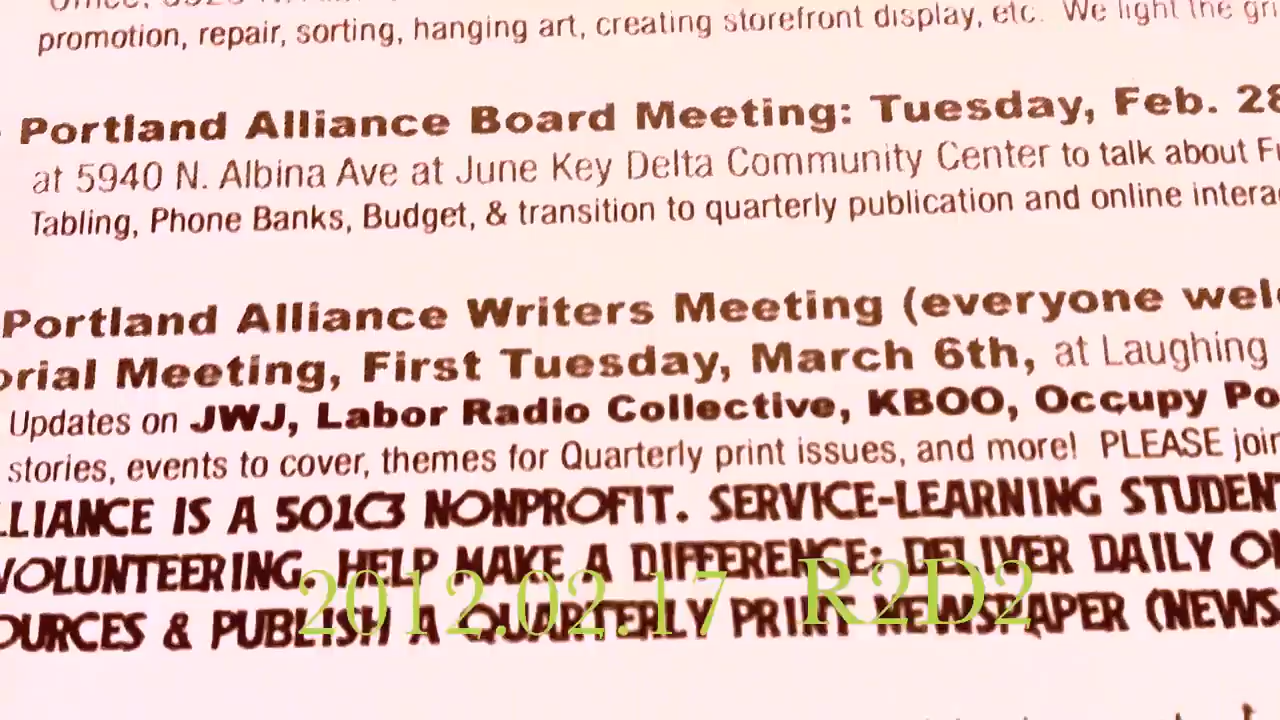 promotion, repair, sorting, hanging art, creating storefront display, etc. We light the
Portland Alliance Board Meeting: Tuesday, Feb. 28
at 5940 N. Albina Ave at June Key Delta Community Center to talk about
Tabling, Phone Banks, Budget, & transition to quarterly publication and online
Portland Alliance Writers Meeting (everyone
Meeting, First Tuesday, March 6th, at Laughing
Updates on JWJ, Labor Radio Collective, KBOO, Occupy
stories, events to cover, themes for Quarterly print issues, and more! PLEASE join
LLIANCE IS A 501C3 NONPROFIT. SERVICE-LEARNING STUDENT
VOLUNTEERING. HELP MAKE A DIFFERENCE: DELIVER DAILY
OURCES & PUBLISH A QUARTERLY PRINT NEWSPAPER (NEWS
2012.02.17 R2D2